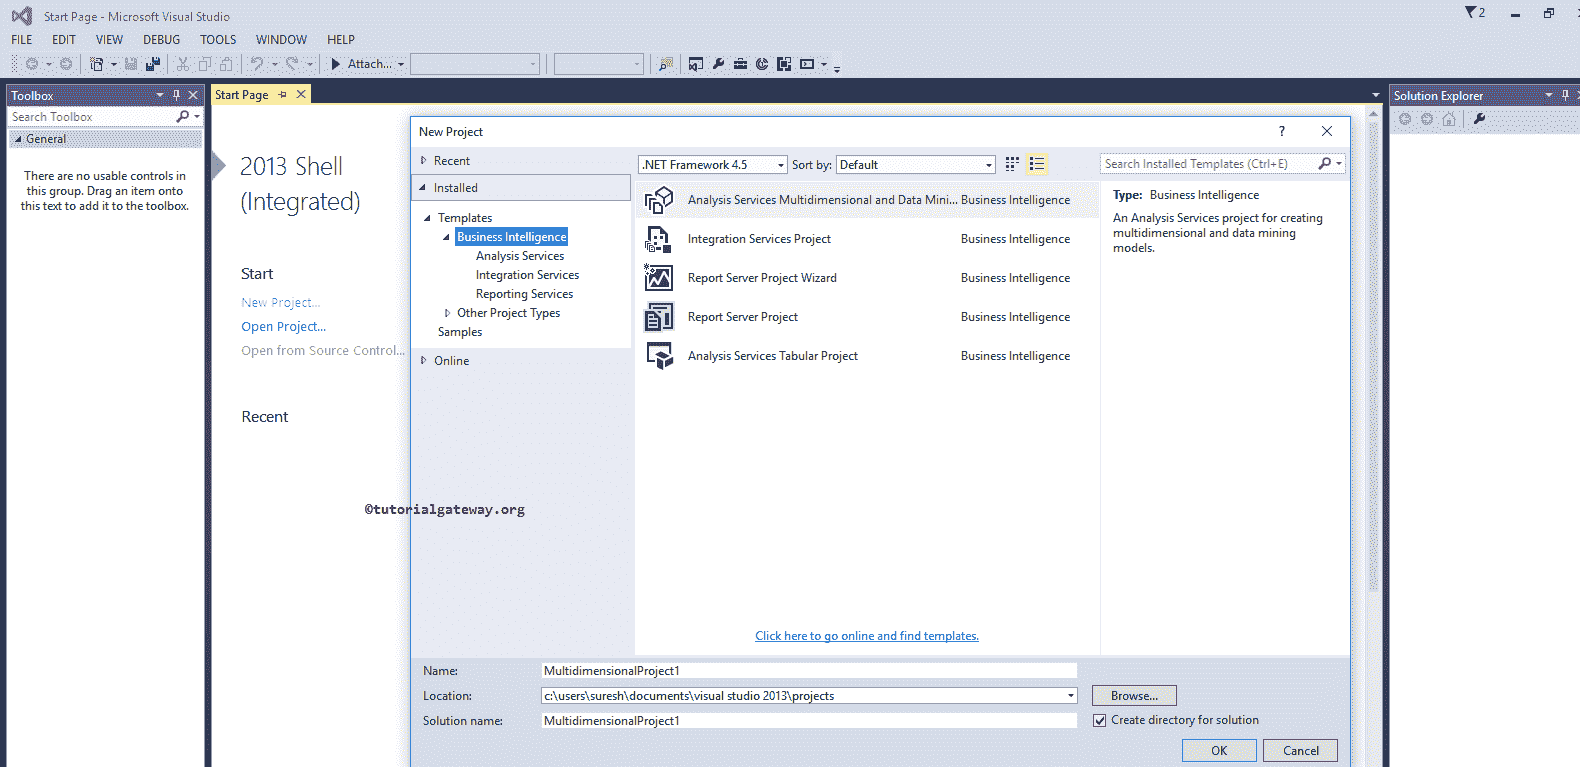 Start Page - Microsoft Visual Studio
2
FILE EDIT VIEW DEBUG TOOLS WINDOW HELP
Attach...
Toolbox
Search Toolbox
General
There are no usable controls in
this group. Drag an item onto
this text to add it to the toolbox.
Start Page
2013 Shell
(Integrated)
Start
New Project...
Open Project...
Open from Source Control...
Recent
©tutorialgateway.org
New Project
?
Recent
Installed
Templates
Business Intelligence
Analysis Services
Integration Services
Reporting Services
Other Project Types
Samples
Online
.NET Framework 4.5 Sort by: Default
Search Installed Templates (Ctrl+E)
Analysis Services Multidimensional and Data Mini... Business Intelligence
Integration Services Project Business Intelligence
Report Server Project Wizard Business Intelligence
Report Server Project Business Intelligence
Analysis Services Tabular Project Business Intelligence
Click here to go online and find templates.
Type: Business Intelligence
An Analysis Services project for creating
multidimensional and data mining
models.
Name: MultidimensionalProject1
Location: c:\users\suresh\documents\visual studio 2013\projects Browse...
Solution name: MultidimensionalProject1 Create directory for solution
OK Cancel
Solution Explorer